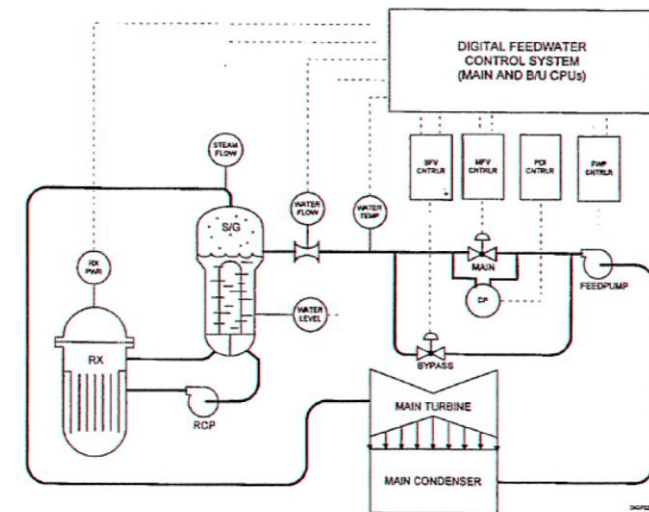 DIGITAL FEEDWATER
CONTROL SYSTEM
(MAIN AND B/U CPUs)
BFV
CNTRLR
MFV
CNTRLR
PDI
CNTRLR
FWP
CNTRLR
STEAM
FLOW
WATER
FLOW
WATER
TEMP
S/G
RX
PWR
MAIN
FEEDPUMP
DP
WATER
LEVEL
RX
BYPASS
RCP
MAIN TURBINE
MAIN CONDENSER